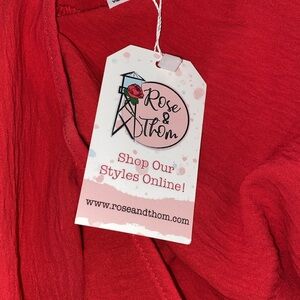 Rose
&
Thom
Shop Our
Styles Online!
www.roseandthom.com